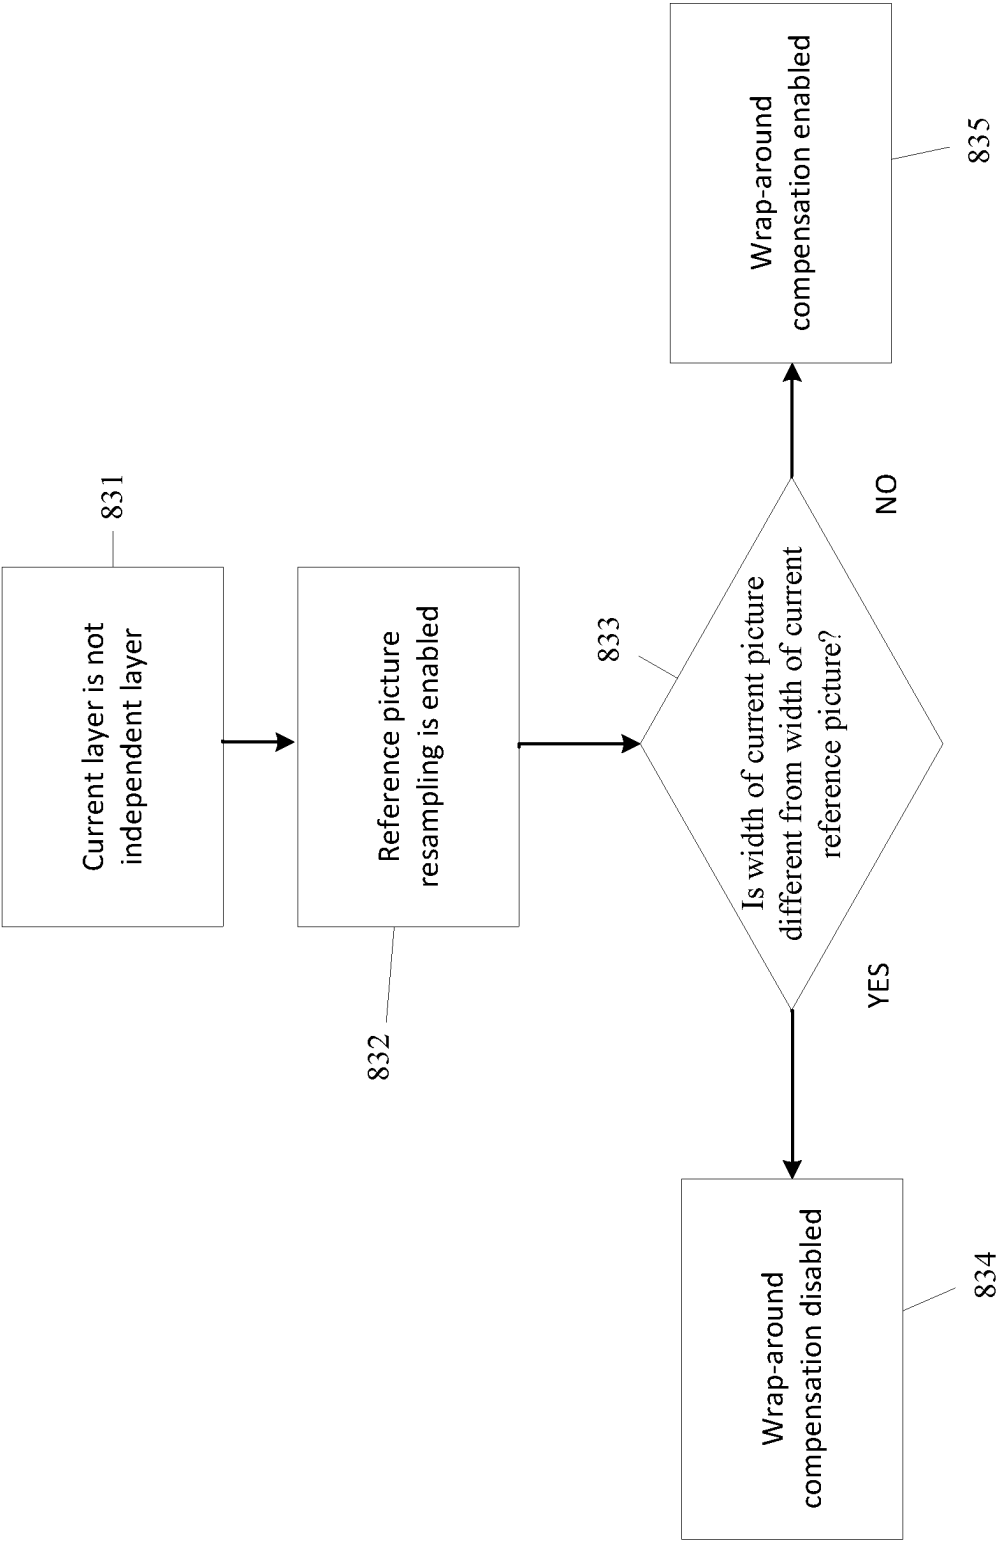 831
Current layer is not
independent layer
Reference picture
resampling is enabled
832
833
Is width of current picture
different from width of current
reference picture?
YES
NO
Wrap-around
compensation disabled
834
Wrap-around
compensation enabled
835